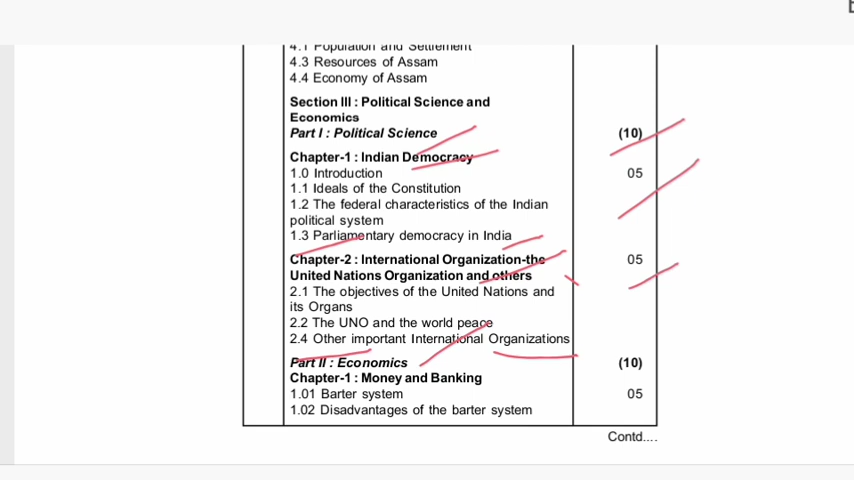 4.1 Population and Settlement
4.3 Resources of Assam
4.4 Economy of Assam
Section III : Political Science and
Economics
Part I : Political Science (10)
Chapter-1 : Indian Democracy
1.0 Introduction 05
1.1 Ideals of the Constitution
1.2 The federal characteristics of the Indian
political system
1.3 Parliamentary democracy in India
Chapter-2 : International Organization-the 05
United Nations Organization and others
2.1 The objectives of the United Nations and
its Organs
2.2 The UNO and the world peace
2.4 Other important International Organizations
Part II : Economics (10)
Chapter-1 : Money and Banking
1.01 Barter system 05
1.02 Disadvantages of the barter system
Contd....